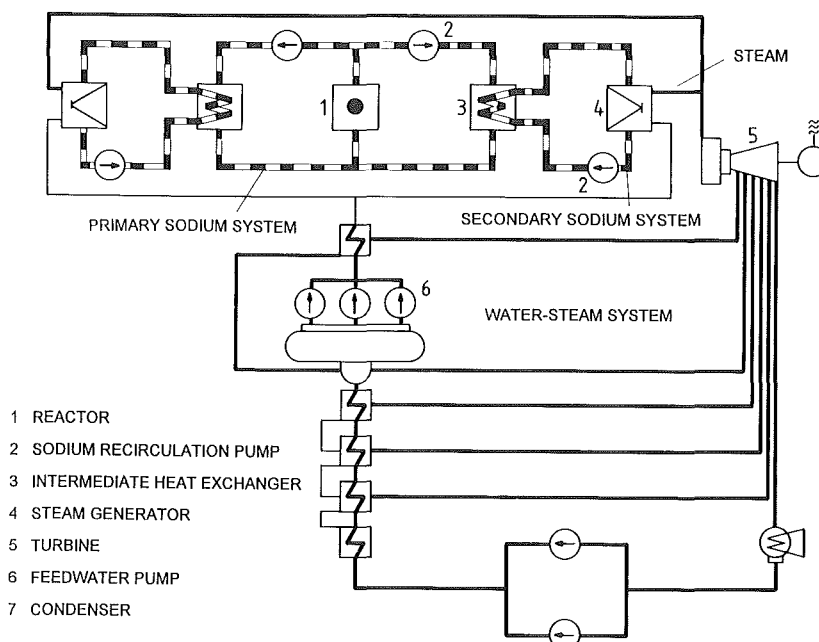 2
STEAM
1
3
4
5
2
PRIMARY SODIUM SYSTEM
SECONDARY SODIUM SYSTEM
6
WATER-STEAM SYSTEM
1 REACTOR
2 SODIUM RECIRCULATION PUMP
3 INTERMEDIATE HEAT EXCHANGER
4 STEAM GENERATOR
5 TURBINE
6 FEEDWATER PUMP
7 CONDENSER